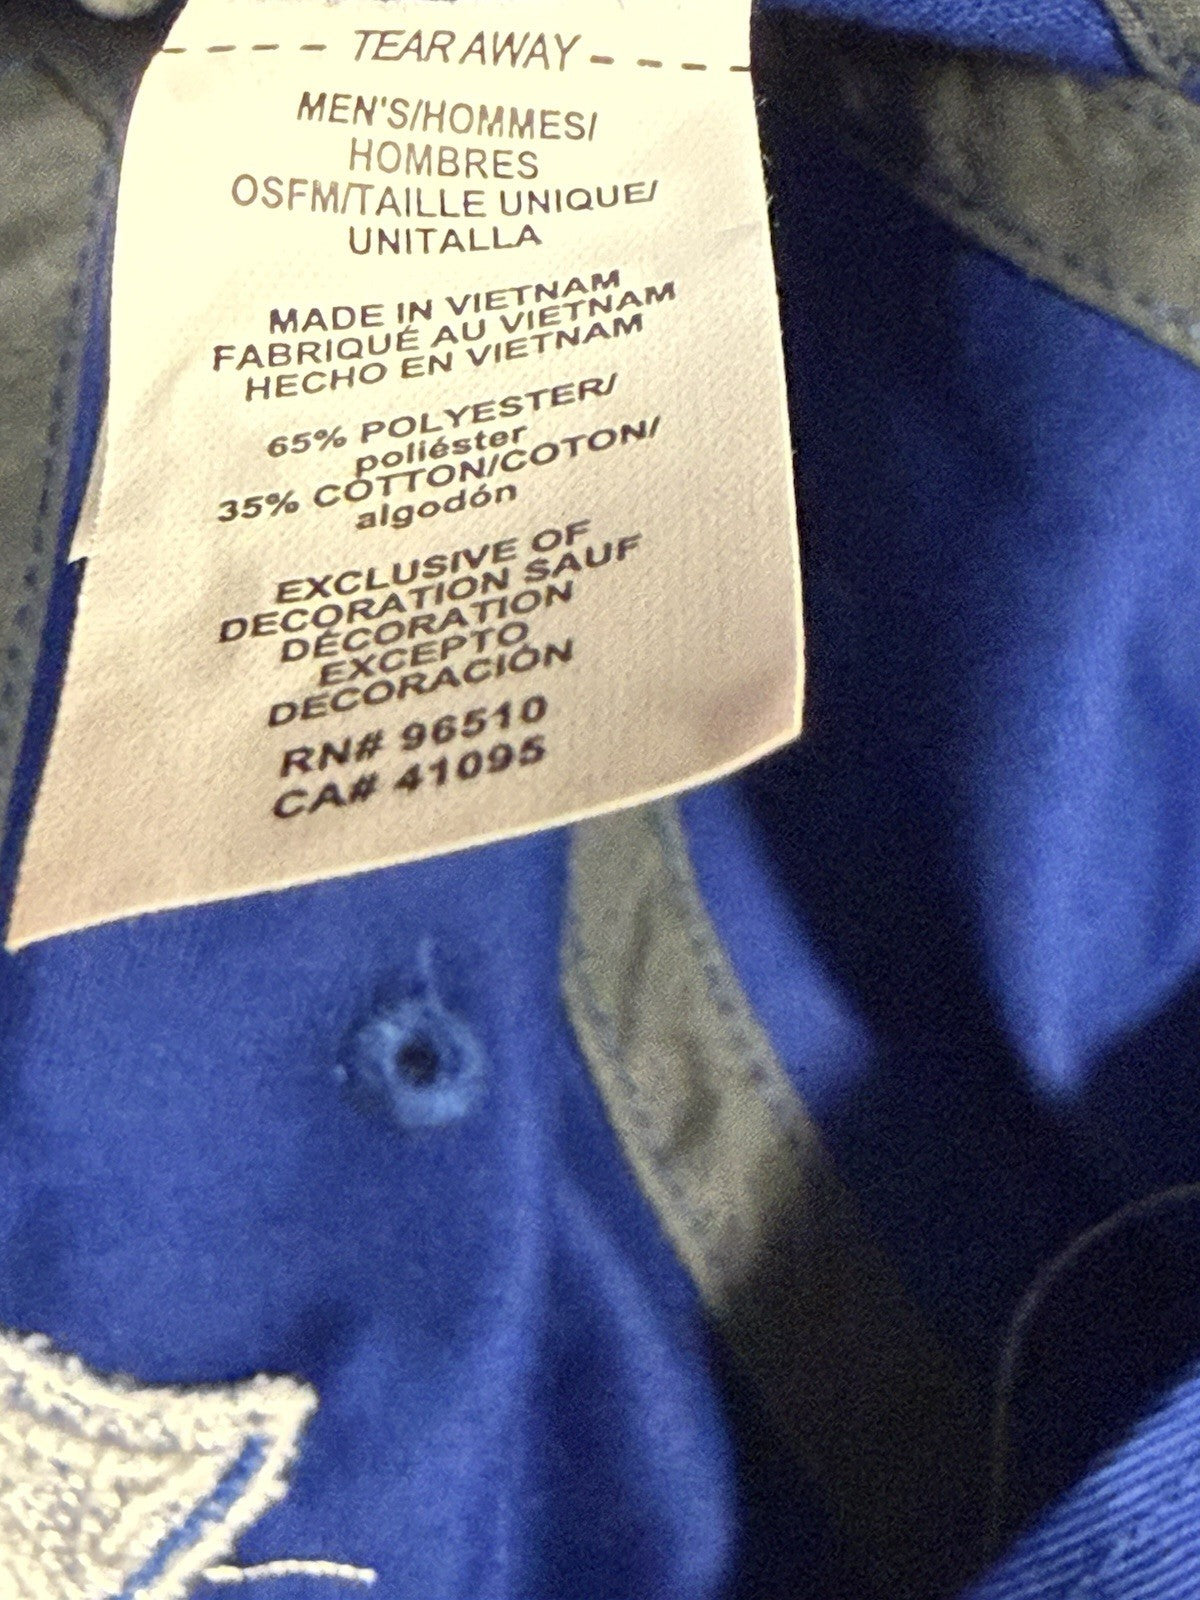 TEAR AWAY
MEN'S/HOMMES/
HOMBRES
OSFM/TAILLE UNIQUE/
UNITALLA
MADE IN VIETNAM
FABRIQUÉ AU VIETNAM
HECHO EN VIETNAM
65% POLYESTER/
poliéster
35% COTTON/COTON/
algodón
EXCLUSIVE OF
DECORATION SAUF
DÉCORATION
EXCEPTO
DECORACIÓN
RN# 96510
CA# 41095